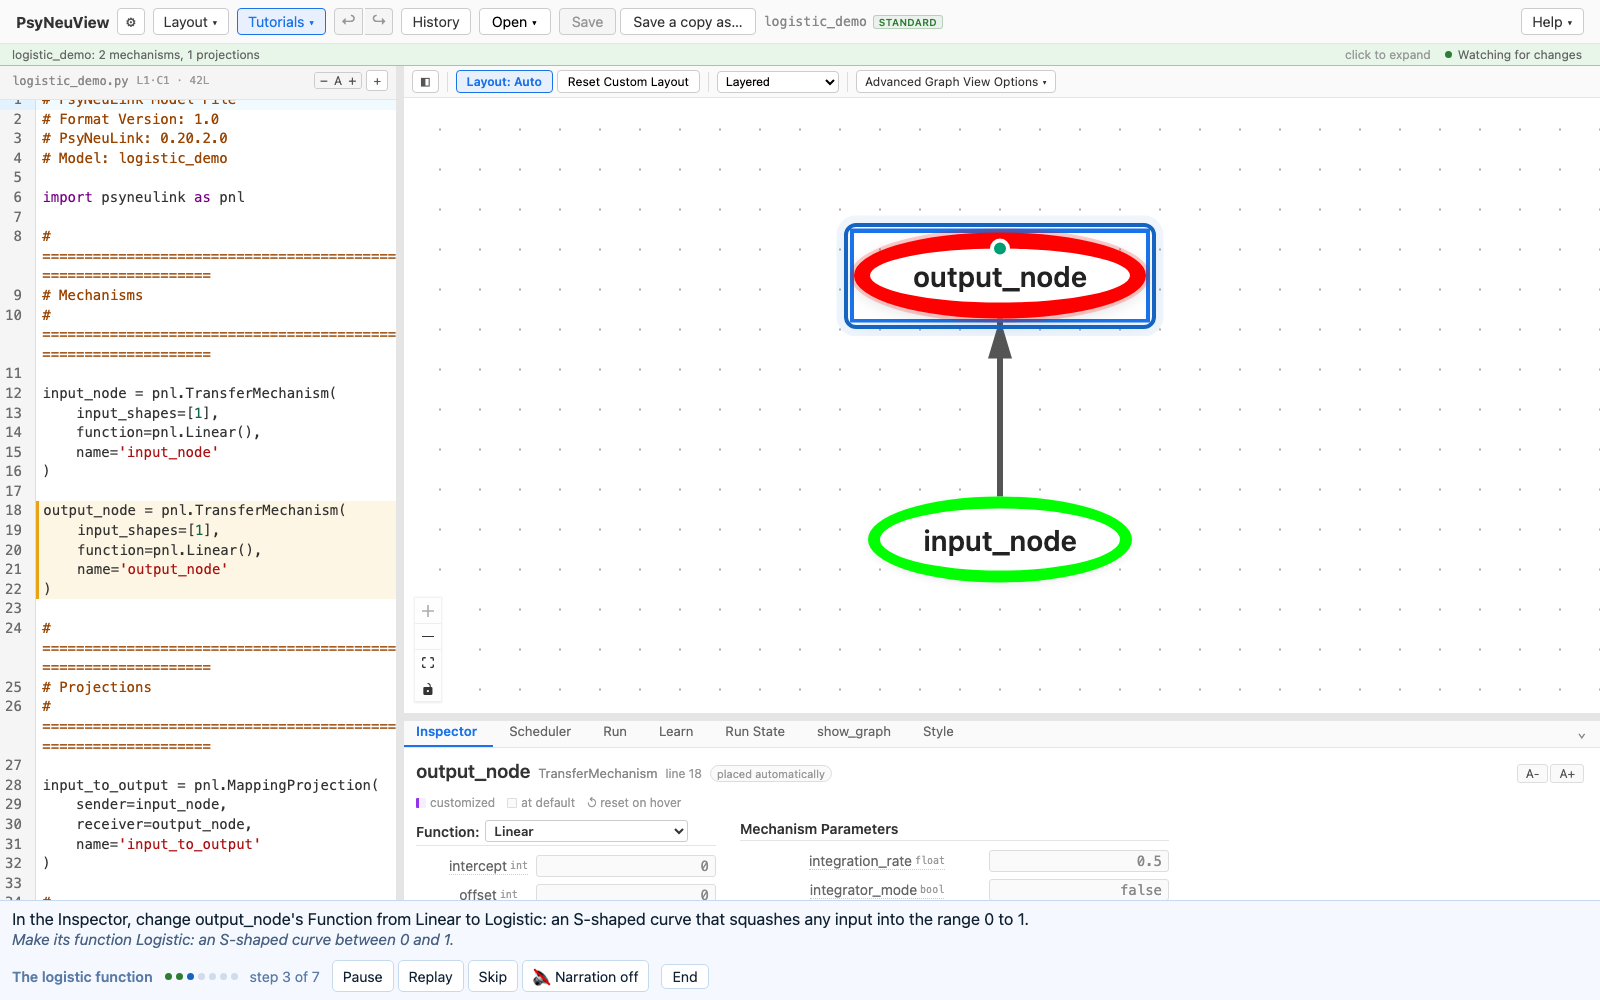 PsyNeuView
Layout ▾
Tutorials ▾
History
Open ▾
Save
Save a copy as...
logistic_demo
STANDARD
Help ▾
logistic_demo: 2 mechanisms, 1 projections
click to expand
Watching for changes
logistic_demo.py L1:C1 · 42L
− A +
+
Layout: Auto
Reset Custom Layout
Layered
Advanced Graph View Options ▾
1 # PsyNeuLink Model File
2 # Format Version: 1.0
3 # PsyNeuLink: 0.20.2.0
4 # Model: logistic_demo
5
6 import psyneulink as pnl
7
8 #
==========================================
====================
9 # Mechanisms
10 #
==========================================
====================
11
12 input_node = pnl.TransferMechanism(
13     input_shapes=[1],
14     function=pnl.Linear(),
15     name='input_node'
16 )
17
18 output_node = pnl.TransferMechanism(
19     input_shapes=[1],
20     function=pnl.Linear(),
21     name='output_node'
22 )
23
24 #
==========================================
====================
25 # Projections
26 #
==========================================
====================
27
28 input_to_output = pnl.MappingProjection(
29     sender=input_node,
30     receiver=output_node,
31     name='input_to_output'
32 )
33
output_node
input_node
Inspector
Scheduler
Run
Learn
Run State
show_graph
Style
output_node TransferMechanism line 18 placed automatically
A-
A+
customized
at default
reset on hover
Function: Linear
intercept int 0
offset int 0
Mechanism Parameters
integration_rate float 0.5
integrator_mode bool false
In the Inspector, change output_node's Function from Linear to Logistic: an S-shaped curve that squashes any input into the range 0 to 1.
Make its function Logistic: an S-shaped curve between 0 and 1.
The logistic function
step 3 of 7
Pause
Replay
Skip
Narration off
End